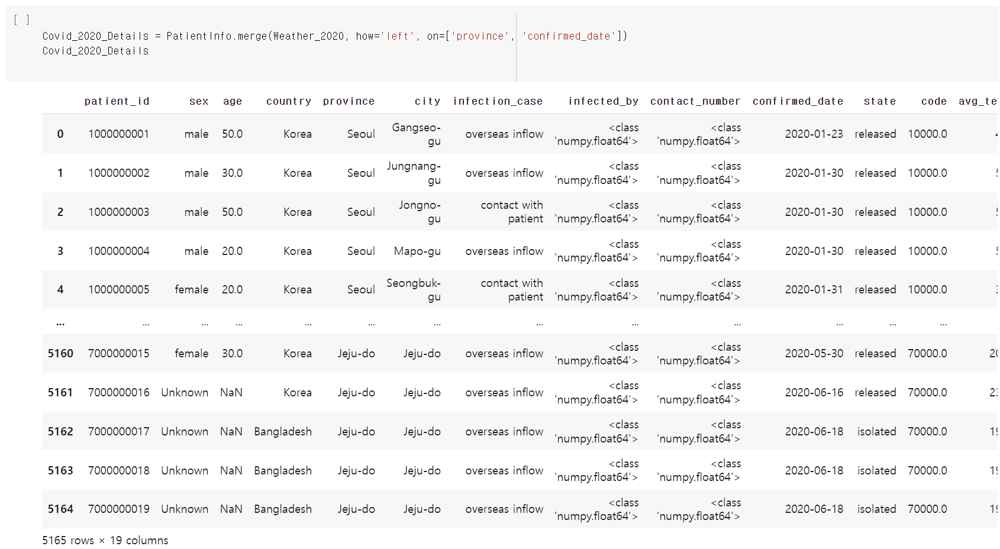 [ ]
Covid_2020_Details = PatientInfo.merge(Weather_2020, how='left', on=['province', 'confirmed_date'])
Covid_2020_Details
patient_id sex age country province city infection_case infected_by contact_number confirmed_date state code avg_te
0 1000000001 male 50.0 Korea Seoul Gangseo-gu overseas inflow <class 'numpy.float64'> <class 'numpy.float64'> 2020-01-23 released 10000.0
1 1000000002 male 30.0 Korea Seoul Jungnang-gu overseas inflow <class 'numpy.float64'> <class 'numpy.float64'> 2020-01-30 released 10000.0
2 1000000003 male 50.0 Korea Seoul Jongno-gu contact with patient <class 'numpy.float64'> <class 'numpy.float64'> 2020-01-30 released 10000.0
3 1000000004 male 20.0 Korea Seoul Mapo-gu overseas inflow <class 'numpy.float64'> <class 'numpy.float64'> 2020-01-30 released 10000.0
4 1000000005 female 20.0 Korea Seoul Seongbuk-gu contact with patient <class 'numpy.float64'> <class 'numpy.float64'> 2020-01-31 released 10000.0
... ... ... ... ... ... ... ... ... ... ... ... ...
5160 7000000015 female 30.0 Korea Jeju-do Jeju-do overseas inflow <class 'numpy.float64'> <class 'numpy.float64'> 2020-05-30 released 70000.0 20
5161 7000000016 Unknown NaN Korea Jeju-do Jeju-do overseas inflow <class 'numpy.float64'> <class 'numpy.float64'> 2020-06-16 released 70000.0 23
5162 7000000017 Unknown NaN Bangladesh Jeju-do Jeju-do overseas inflow <class 'numpy.float64'> <class 'numpy.float64'> 2020-06-18 isolated 70000.0 19
5163 7000000018 Unknown NaN Bangladesh Jeju-do Jeju-do overseas inflow <class 'numpy.float64'> <class 'numpy.float64'> 2020-06-18 isolated 70000.0 19
5164 7000000019 Unknown NaN Bangladesh Jeju-do Jeju-do overseas inflow <class 'numpy.float64'> <class 'numpy.float64'> 2020-06-18 isolated 70000.0 19
5165 rows × 19 columns